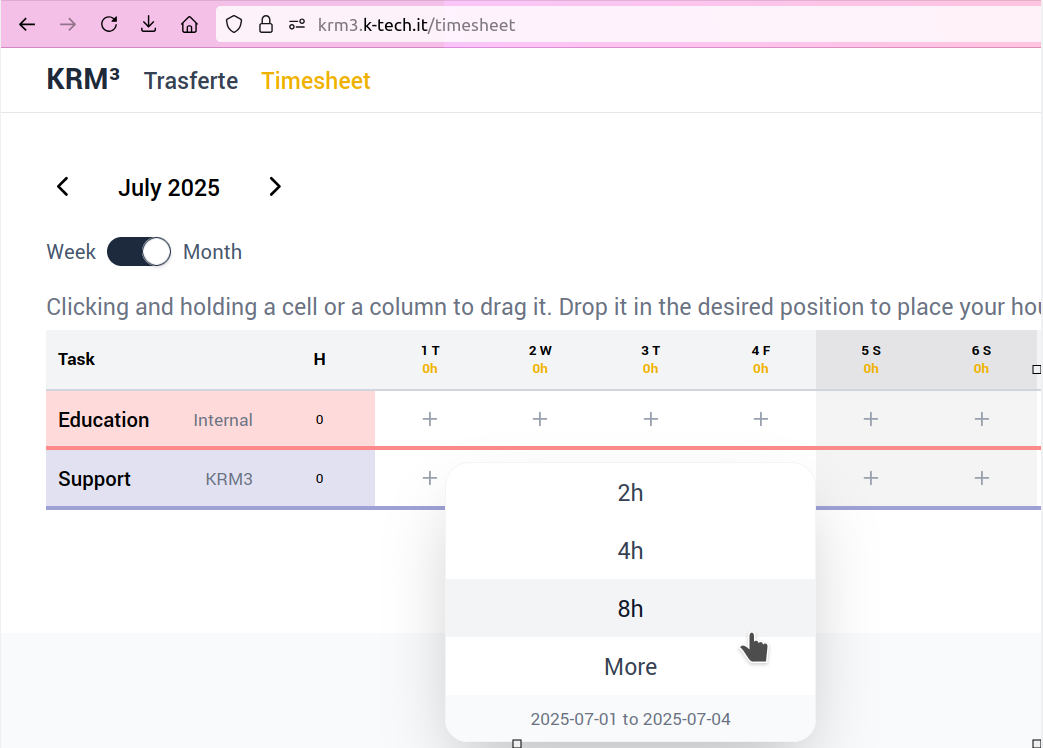 krm3.k-tech.it/timesheet
KRM³ Trasferte Timesheet
July 2025
Week Month
Clicking and holding a cell or a column to drag it. Drop it in the desired position to place your
Task H 1 T 2 W 3 T 4 F 5 S 6 S
0h 0h 0h 0h 0h 0h
Education Internal 0 + + + + + +
Support KRM3 0 + + +
2h
4h
8h
More
2025-07-01 to 2025-07-04